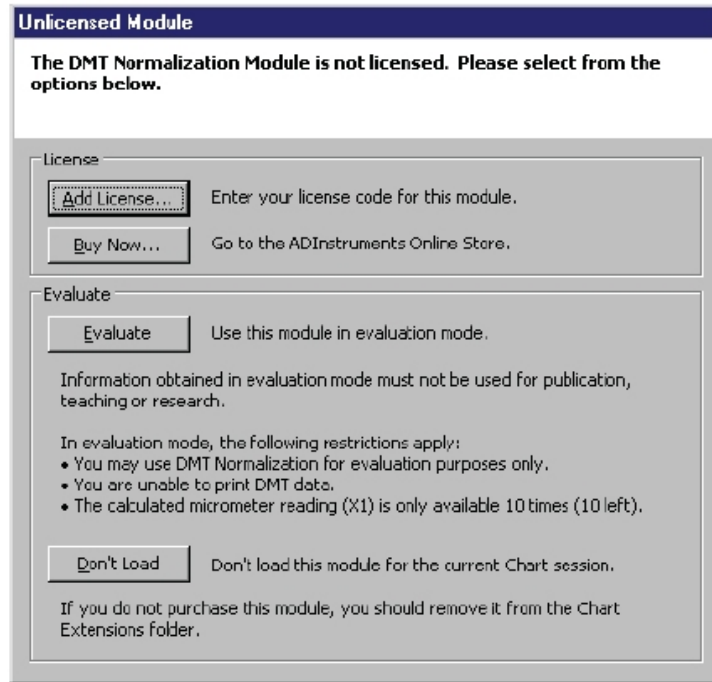 Unlicensed Module
The DMT Normalization Module is not licensed. Please select from the
options below.
License
Add License... Enter your license code for this module.
Buy Now... Go to the ADInstruments Online Store.
Evaluate
Evaluate Use this module in evaluation mode.
Information obtained in evaluation mode must not be used for publication,
teaching or research.
In evaluation mode, the following restrictions apply:
• You may use DMT Normalization for evaluation purposes only.
• You are unable to print DMT data.
• The calculated micrometer reading (X1) is only available 10 times (10 left).
Don't Load Don't load this module for the current Chart session.
If you do not purchase this module, you should remove it from the Chart
Extensions folder.